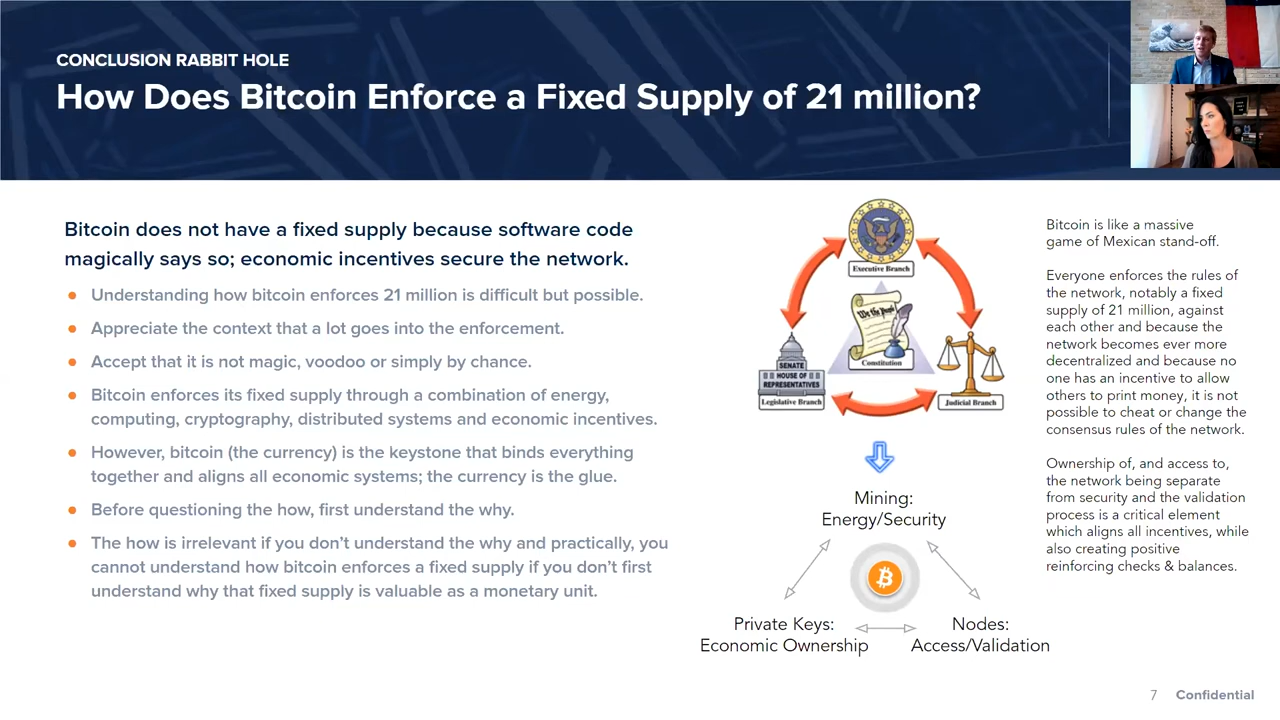 CONCLUSION RABBIT HOLE
How Does Bitcoin Enforce a Fixed Supply of 21 million?
Bitcoin does not have a fixed supply because software code
magically says so; economic incentives secure the network.
Understanding how bitcoin enforces 21 million is difficult but possible.
Appreciate the context that a lot goes into the enforcement.
Accept that it is not magic, voodoo or simply by chance.
Bitcoin enforces its fixed supply through a combination of energy,
computing, cryptography, distributed systems and economic incentives.
However, bitcoin (the currency) is the keystone that binds everything
together and aligns all economic systems; the currency is the glue.
Before questioning the how, first understand the why.
The how is irrelevant if you don’t understand the why and practically, you
cannot understand how bitcoin enforces a fixed supply if you don’t first
understand why that fixed supply is valuable as a monetary unit.
Executive Branch
We the People
Constitution
SENATE
HOUSE OF
REPRESENTATIVES
Legislative Branch
Judicial Branch
Mining:
Energy/Security
Private Keys:
Economic Ownership
Nodes:
Access/Validation
Bitcoin is like a massive
game of Mexican stand-off.
Everyone enforces the rules of
the network, notably a fixed
supply of 21 million, against
each other and because the
network becomes ever more
decentralized and because no
one has an incentive to allow
others to print money, it is not
possible to cheat or change the
consensus rules of the network.
Ownership of, and access to,
the network being separate
from security and the validation
process is a critical element
which aligns all incentives, while
also creating positive
reinforcing checks & balances.
7 Confidential